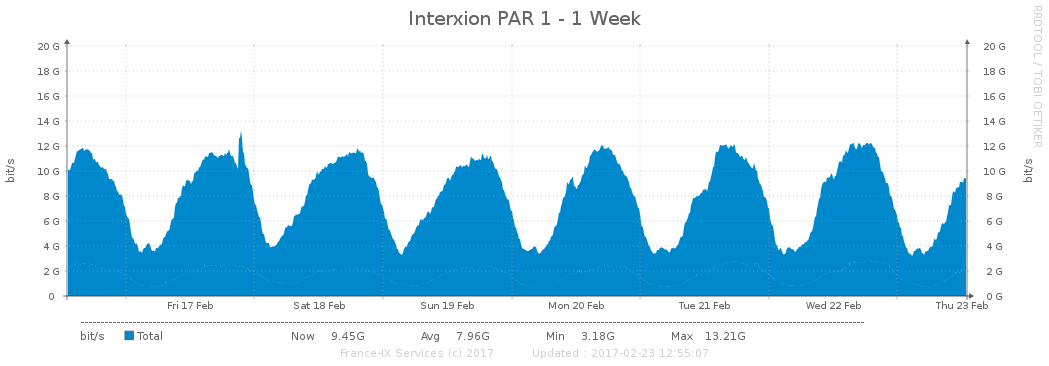 Interxion PAR 1 - 1 Week
RRDTOOL / TOBI OETIKER
20 G 20 G
18 G 18 G
16 G 16 G
14 G 14 G
12 G 12 G
10 G 10 G
8 G 8 G
6 G 6 G
4 G 4 G
2 G 2 G
0 0 G
bit/s
bit/s
Fri 17 Feb Sat 18 Feb Sun 19 Feb Mon 20 Feb Tue 21 Feb Wed 22 Feb Thu 23 Feb
bit/s Total Now 9.45G Avg 7.96G Min 3.18G Max 13.21G
France-IX Services (c) 2017 Updated : 2017-02-23 12:55:07